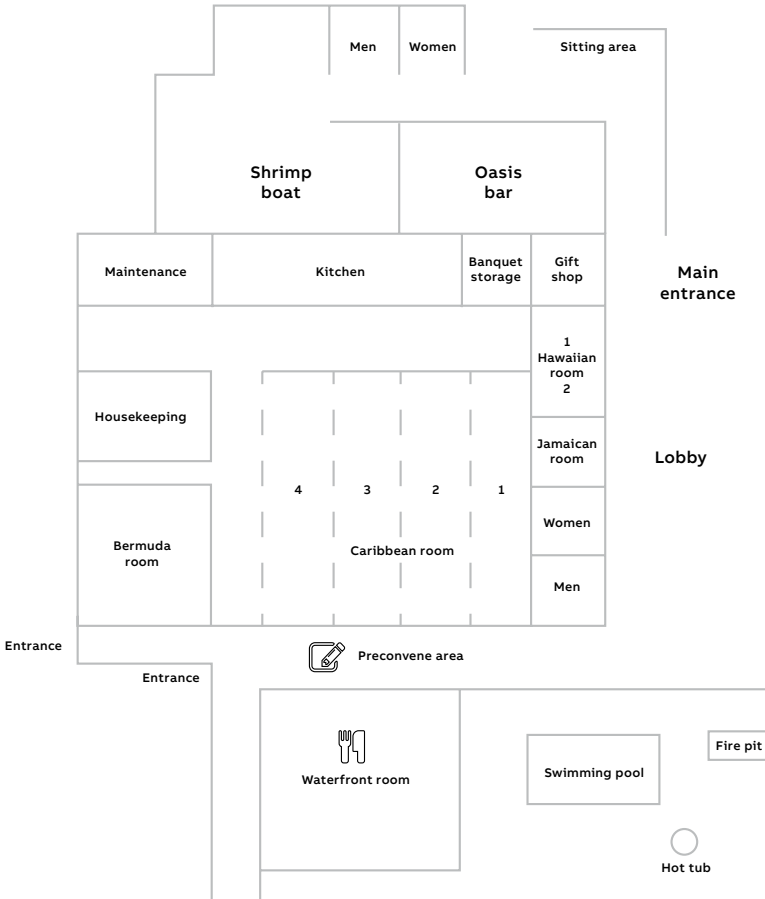 Men
Women
Sitting area
Shrimp
boat
Oasis
bar
Maintenance
Kitchen
Banquet
storage
Gift
shop
Main
entrance
1
Hawaiian
room
2
Housekeeping
Jamaican
room
Lobby
4
3
2
1
Women
Bermuda
room
Caribbean room
Men
Entrance
Preconvene area
Entrance
Waterfront room
Swimming pool
Fire pit
Hot tub